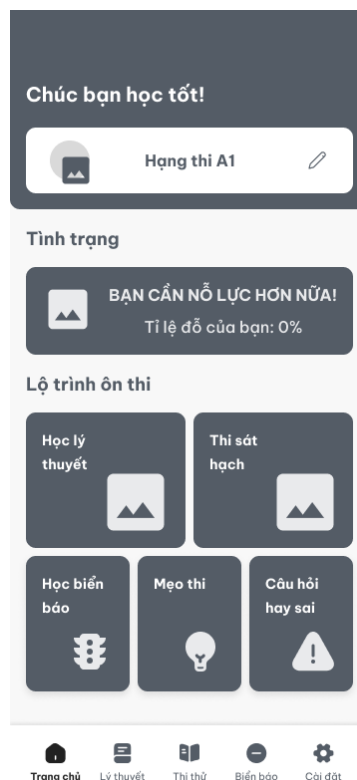 Chúc bạn học tốt!
Hạng thi A1
Tình trạng
BẠN CẦN NỖ LỰC HƠN NỮA!
Tỉ lệ đỗ của bạn: 0%
Lộ trình ôn thi
Học lý
thuyết
Thi sát
hạch
Học biển
báo
Mẹo thi
Câu hỏi
hay sai
Trang chủ
Lý thuyết
Thi thử
Biển báo
Cài đặt